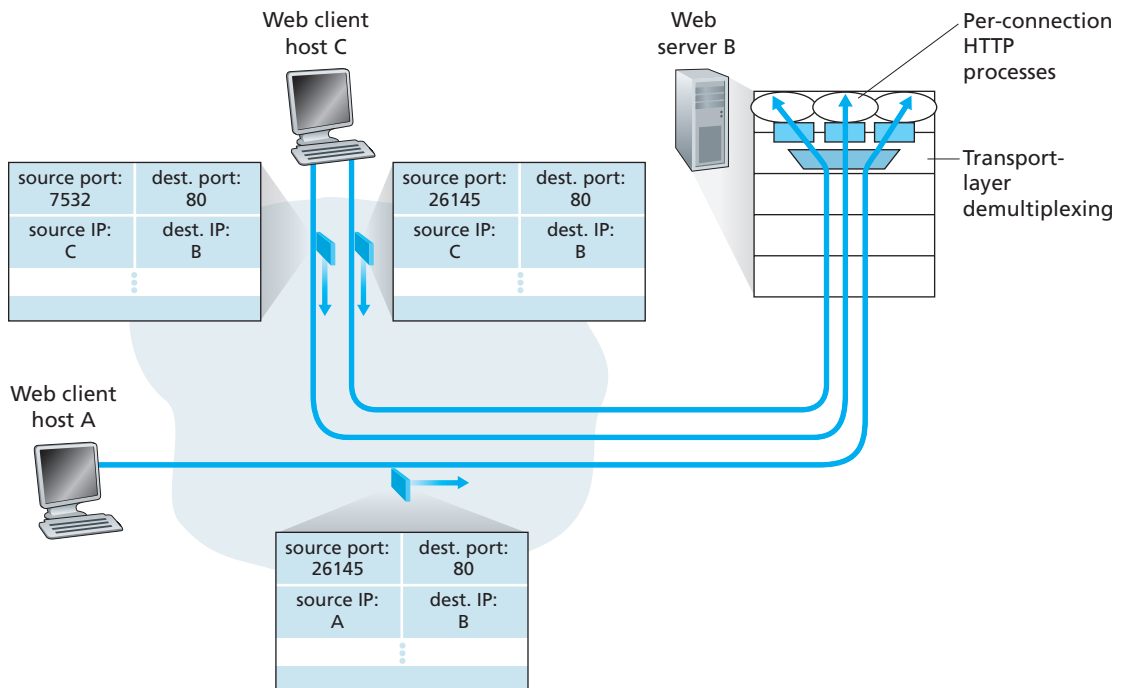 Web client
host C
Web
server B
Per-connection
HTTP
processes
Transport-
layer
demultiplexing
source port:
7532
dest. port:
80
source IP:
C
dest. IP:
B
source port:
26145
dest. port:
80
source IP:
C
dest. IP:
B
Web client
host A
source port:
26145
dest. port:
80
source IP:
A
dest. IP:
B